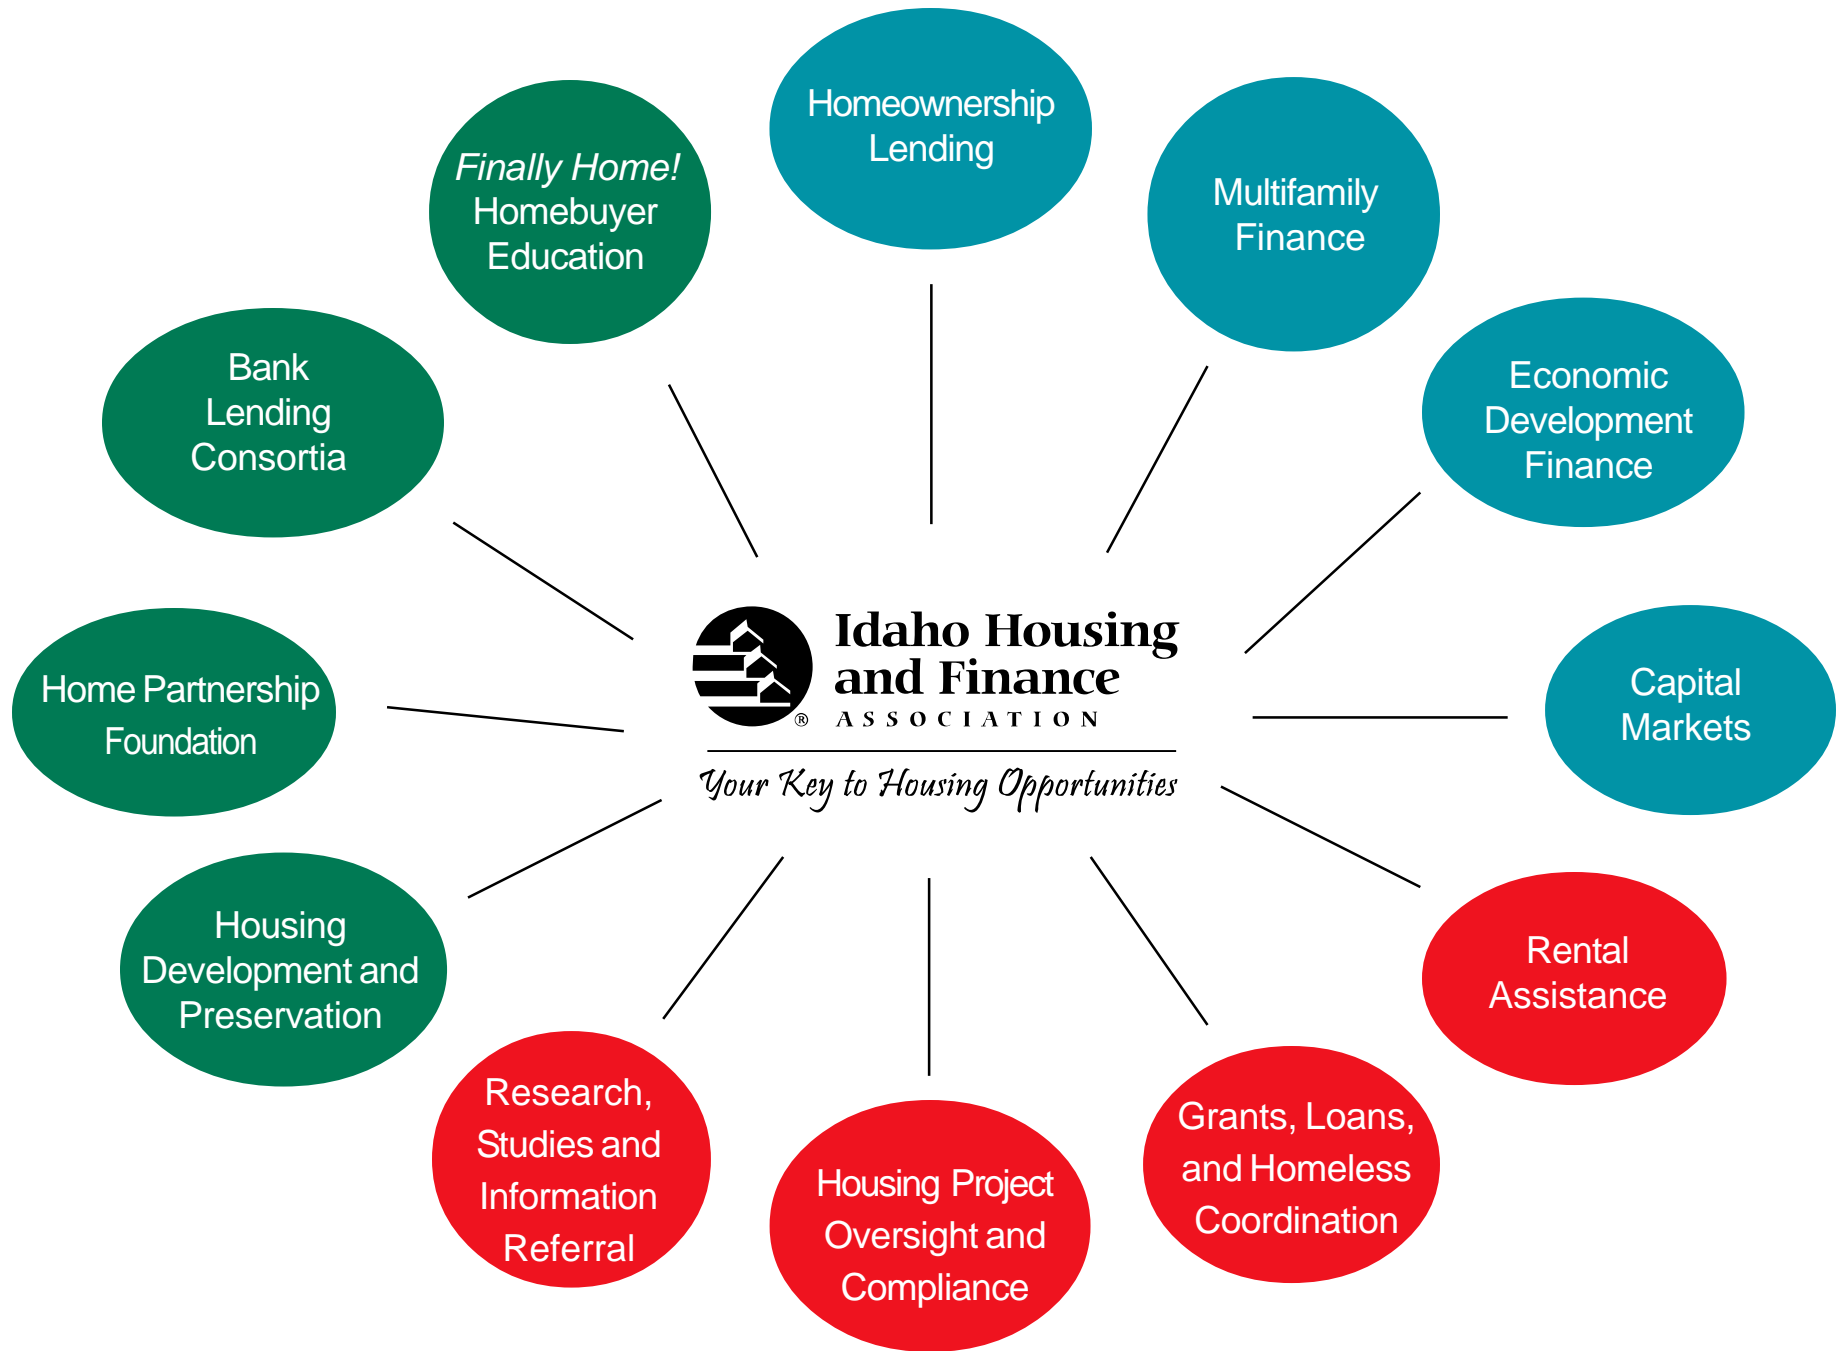 Homeownership
Lending
Multifamily
Finance
Economic
Development
Finance
Capital
Markets
Rental
Assistance
Grants, Loans,
and Homeless
Coordination
Housing Project
Oversight and
Compliance
Research,
Studies and
Information
Referral
Housing
Development and
Preservation
Home Partnership
Foundation
Bank
Lending
Consortia
Finally Home!
Homebuyer
Education
Idaho Housing
and Finance
® ASSOCIATION
Your Key to Housing Opportunities